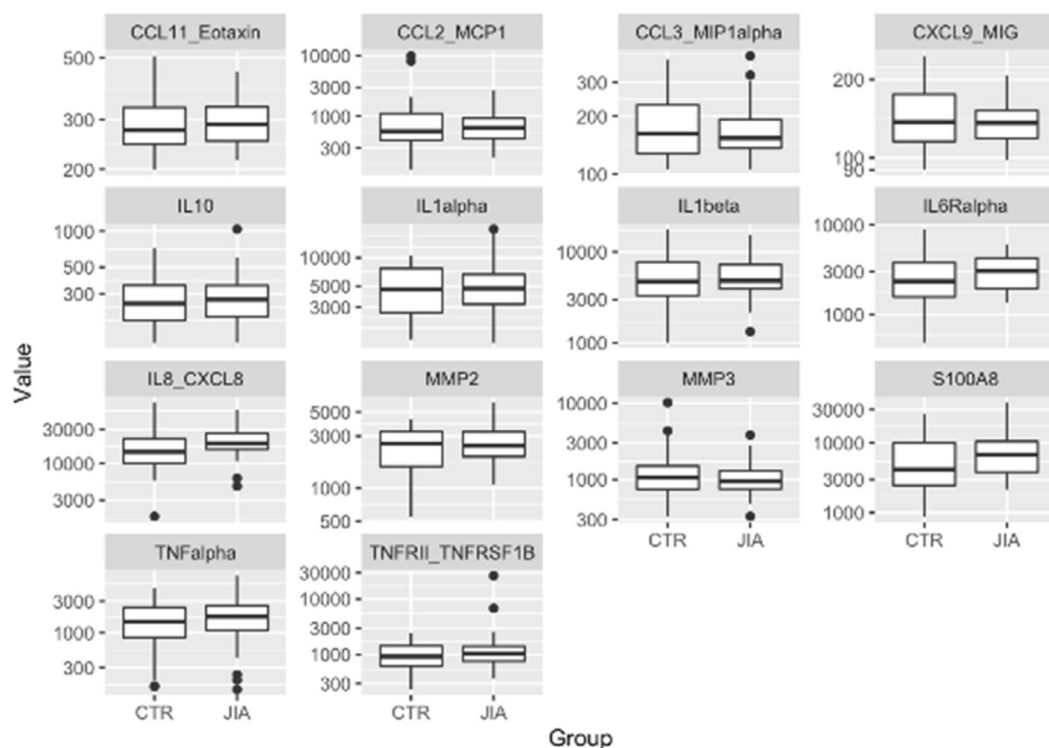 CCL11_Eotaxin CCL2_MCP1 CCL3_MIP1alpha CXCL9_MIG
500 300 200
10000 3000 1000 300
300 200 100
200 100 90
IL10 IL1alpha IL1beta IL6Ralpha
1000 500 300
10000 5000 3000
10000 3000 1000
10000 3000 1000
IL8_CXCL8 MMP2 MMP3 S100A8
30000 10000 3000
5000 3000 1000 500
10000 3000 1000 300
30000 10000 3000 1000
CTR JIA CTR JIA
TNFalpha TNFRII_TNFRSF1B
3000 1000 300
30000 10000 3000 1000 300
CTR JIA CTR JIA
Value
Group